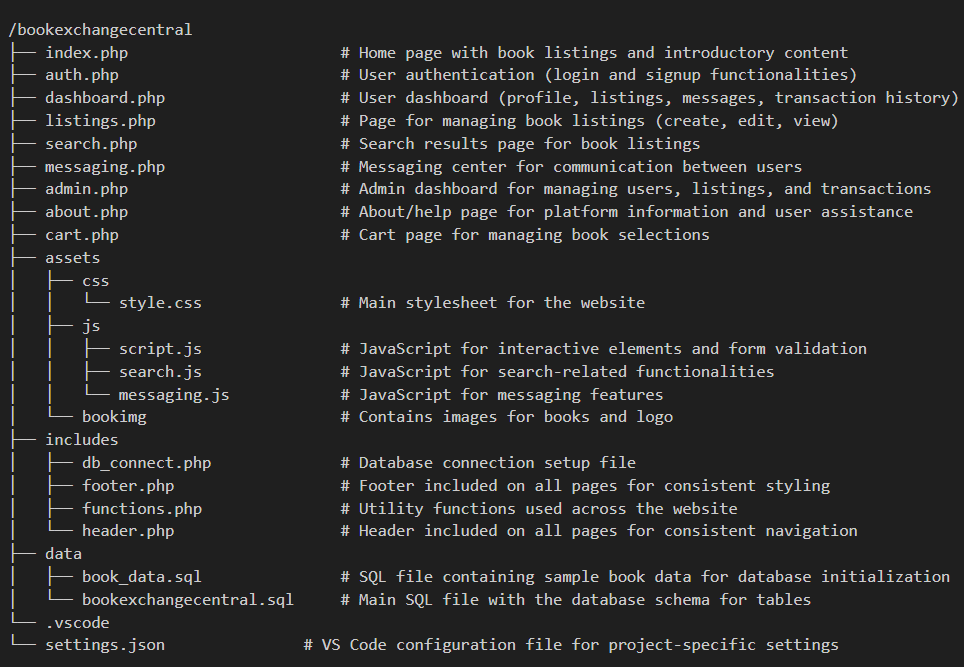 /bookexchangecentral
├── index.php                       # Home page with book listings and introductory content
├── auth.php                        # User authentication (login and signup functionalities)
├── dashboard.php                   # User dashboard (profile, listings, messages, transaction history)
├── listings.php                    # Page for managing book listings (create, edit, view)
├── search.php                      # Search results page for book listings
├── messaging.php                   # Messaging center for communication between users
├── admin.php                       # Admin dashboard for managing users, listings, and transactions
├── about.php                       # About/help page for platform information and user assistance
├── cart.php                        # Cart page for managing book selections
├── assets
│   ├── css
│   │   └── style.css               # Main stylesheet for the website
│   ├── js
│   │   ├── script.js               # JavaScript for interactive elements and form validation
│   │   ├── search.js               # JavaScript for search-related functionalities
│   │   └── messaging.js            # JavaScript for messaging features
│   └── bookimg                     # Contains images for books and logo
├── includes
│   ├── db_connect.php              # Database connection setup file
│   ├── footer.php                  # Footer included on all pages for consistent styling
│   ├── functions.php               # Utility functions used across the website
│   └── header.php                  # Header included on all pages for consistent navigation
├── data
│   ├── book_data.sql               # SQL file containing sample book data for database initialization
│   └── bookexchangecentral.sql     # Main SQL file with the database schema for tables
└── .vscode
└── settings.json               # VS Code configuration file for project-specific settings